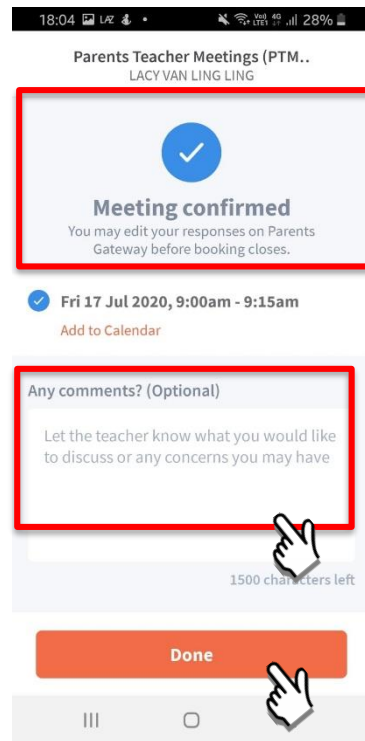 18:04 28%
Parents Teacher Meetings (PTM..
LACY VAN LING LING
Meeting confirmed
You may edit your responses on Parents
Gateway before booking closes.
Fri 17 Jul 2020, 9:00am - 9:15am
Add to Calendar
Any comments? (Optional)
Let the teacher know what you would like
to discuss or any concerns you may have
1500 characters left
Done